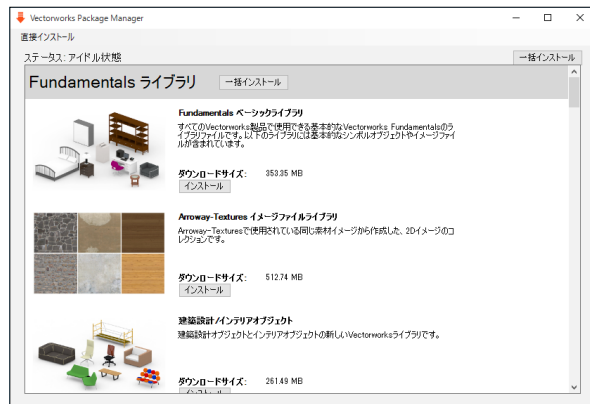 Vectorworks Package Manager
直接インストール
ステータス: アイドル状態
一括インストール
Fundamentals ライブラリ
一括インストール
Fundamentals ベーシックライブラリ
すべてのVectorworks製品で使用できる基本的なVectorworks Fundamentalsのラ
イブラリファイルです。以下のライブラリには基本的なシンボルオブジェクトやイメージファイ
ルが含まれています。
ダウンロードサイズ: 353.35 MB
インストール
Arroway-Textures イメージファイルライブラリ
Arroway-Texturesで使用されている同じ素材イメージから作成した、2Dイメージのコ
レクションです。
ダウンロードサイズ: 512.74 MB
インストール
建築設計/インテリアオブジェクト
建築設計オブジェクトとインテリアオブジェクトの新しいVectorworksライブラリです。
ダウンロードサイズ: 261.49 MB
インストール